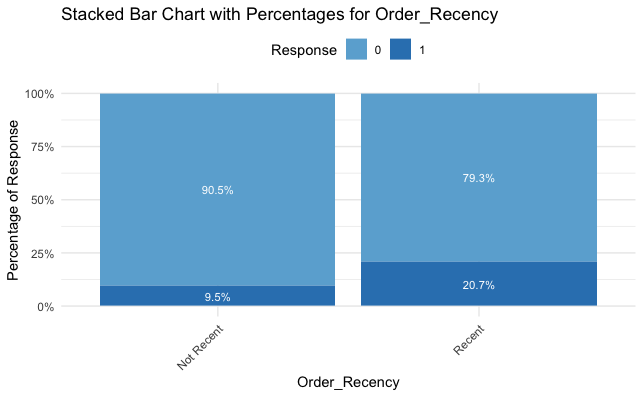 Stacked Bar Chart with Percentages for Order_Recency
Response 0 1
Percentage of Response
100%
75%
50%
25%
0%
90.5%
9.5%
79.3%
20.7%
Not Recent
Recent
Order_Recency